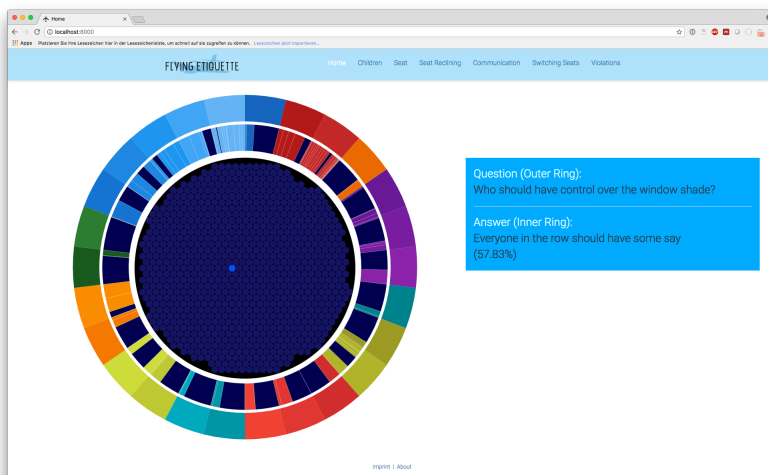 Home
localhost:8000
Apps Platzieren Sie Ihre Lesezeichen hier in der Lesezeichenleiste, um schnell auf sie zugreifen zu können. Lesezeichen jetzt importieren...
FLYING ETIQUETTE
Home Children Seat Seat Reclining Communication Switching Seats Violations
Question (Outer Ring):
Who should have control over the window shade?
Answer (Inner Ring):
Everyone in the row should have some say
(57.83%)
Imprint | About